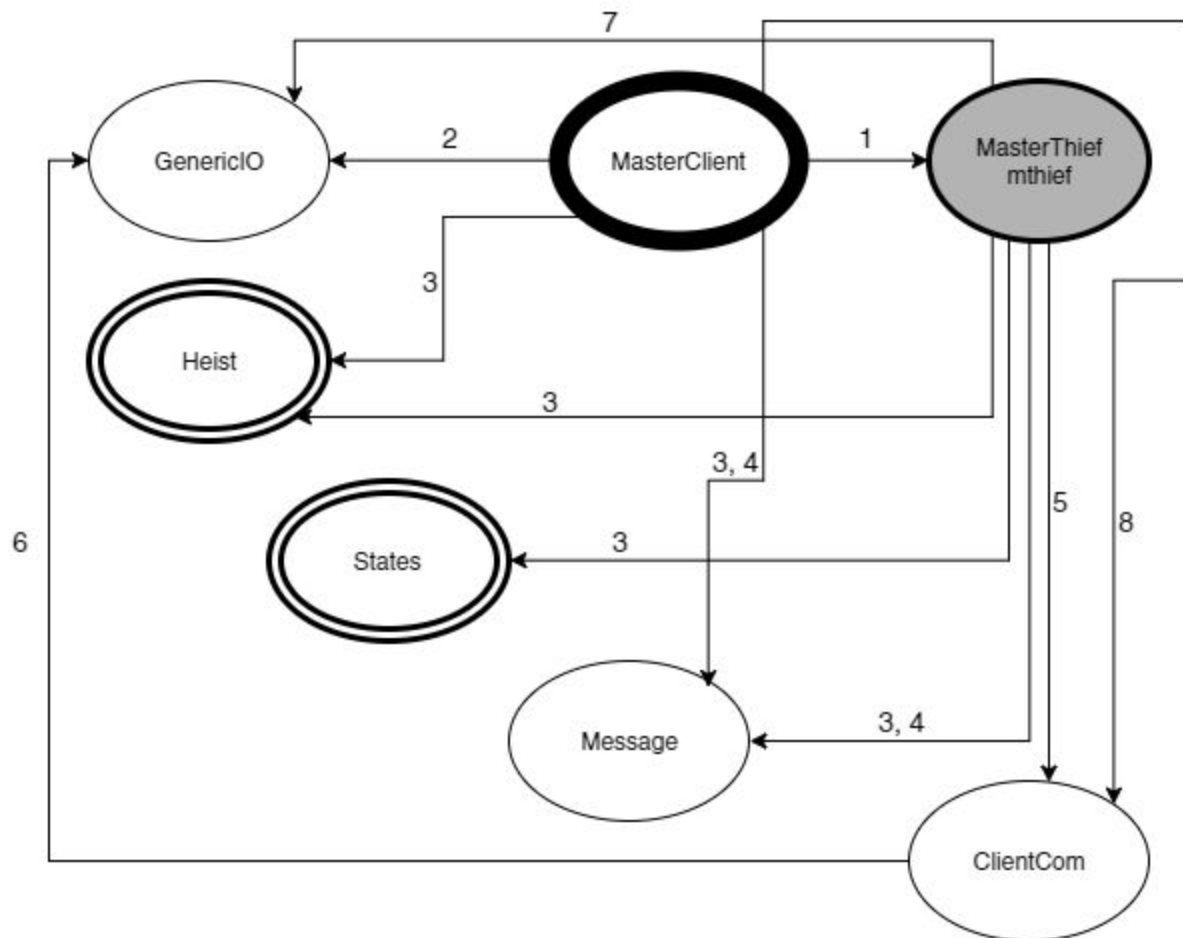 7
GenericIO
2
MasterClient
1
MasterThief
mthief
3
Heist
3
3, 4
5
8
6
States
3
Message
3, 4
ClientCom